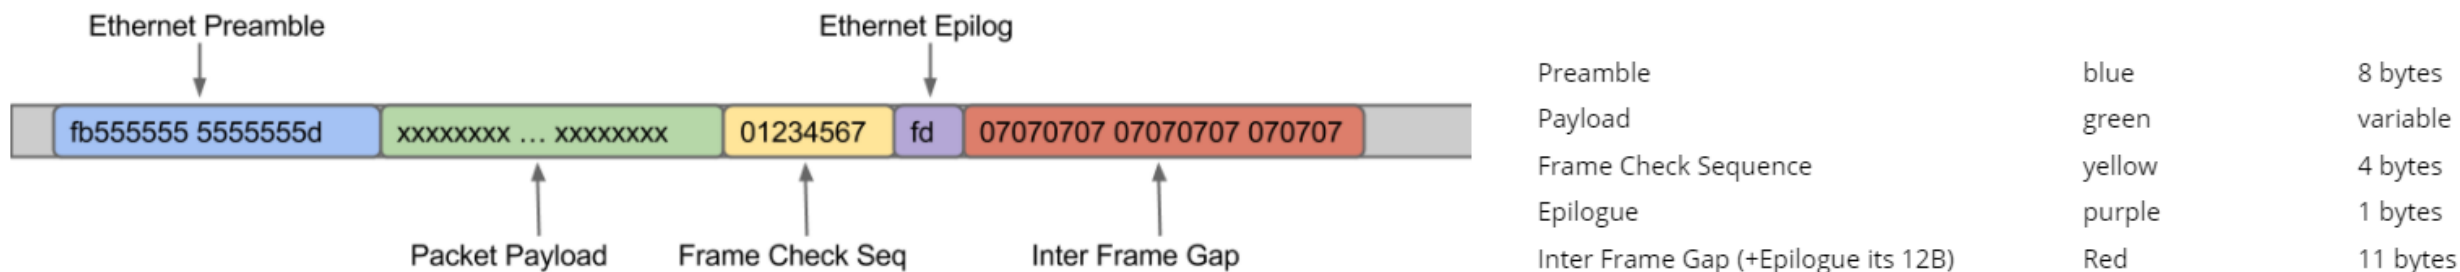 Ethernet Preamble
Ethernet Epilog
fb555555 5555555d
xxxxxxxx ... xxxxxxxx
01234567
fd
07070707 07070707 070707
Packet Payload
Frame Check Seq
Inter Frame Gap
Preamble blue 8 bytes
Payload green variable
Frame Check Sequence yellow 4 bytes
Epilogue purple 1 bytes
Inter Frame Gap (+Epilogue its 12B) Red 11 bytes